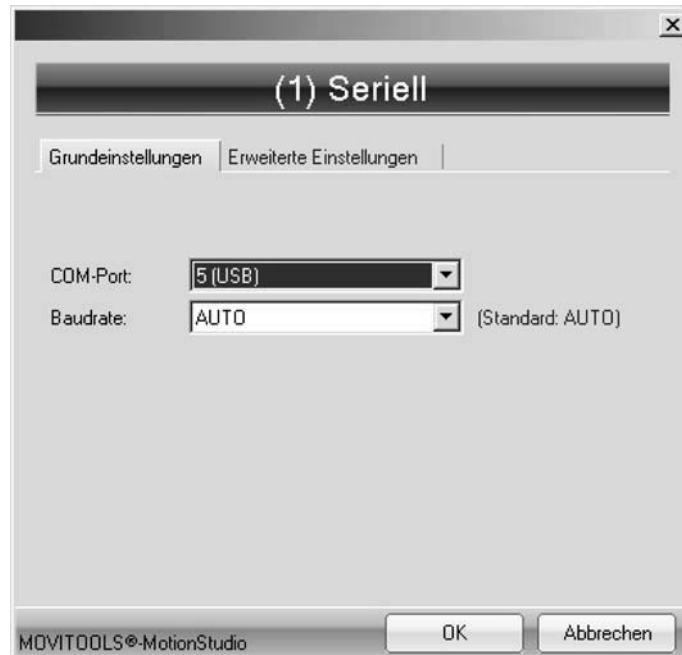 (1) Seriell
Grundeinstellungen Erweiterte Einstellungen
COM-Port: 5 (USB)
Baudrate: AUTO (Standard: AUTO)
MOVITOOLS®-MotionStudio OK Abbrechen